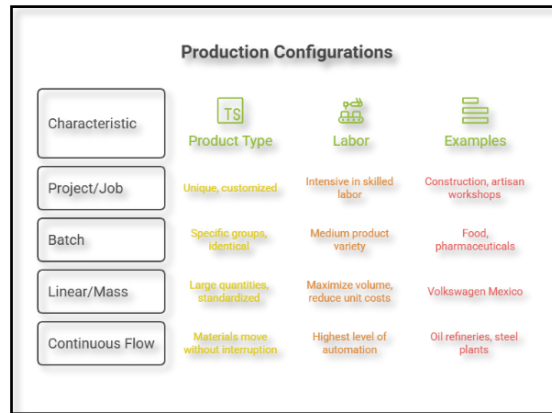 Production Configurations
Characteristic
TS
Product Type
Labor
Examples
Project/Job
Unique, customized
Intensive in skilled
labor
Construction, artisan
workshops
Batch
Specific groups,
identical
Medium product
variety
Food,
pharmaceuticals
Linear/Mass
Large quantities,
standardized
Maximize volume,
reduce unit costs
Volkswagen Mexico
Continuous Flow
Materials move
without interruption
Highest level of
automation
Oil refineries, steel
plants